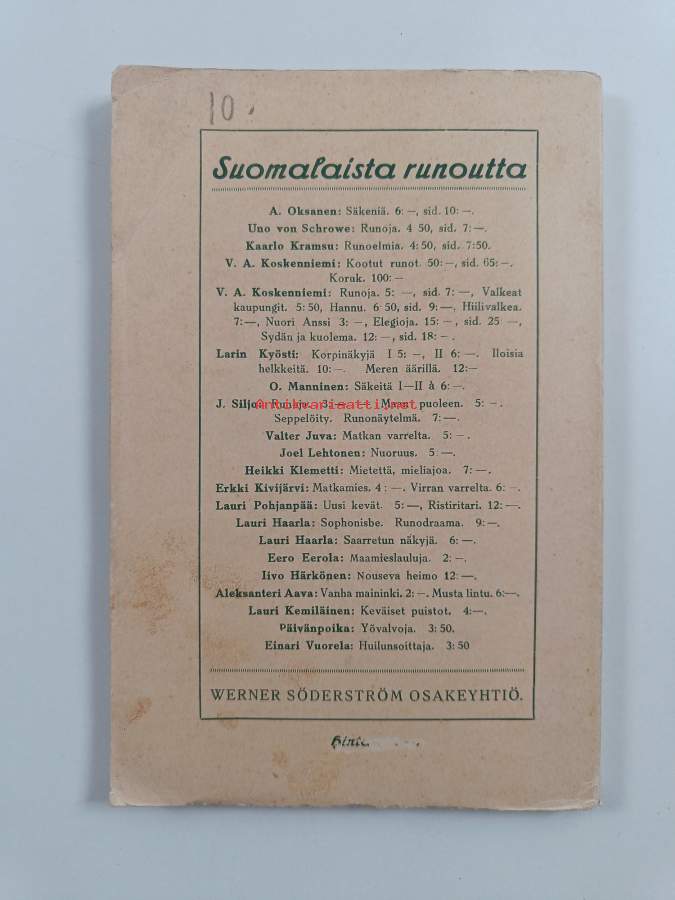 10.
Suomalaista runoutta
A. Oksanen: Säkeniä. 6: —, sid. 10: —.
Uno von Schrowe: Runoja. 4 50, sid. 7: —.
Kaarlo Kramsu: Runoelmia. 4: 50, sid. 7:50.
V. A. Koskenniemi: Kootut runot. 50: —, sid. 65: —.
Koruk. 100: —
V. A. Koskenniemi: Runoja. 5: —, sid. 7: —, Valkeat
kaupungit. 5: 50, Hannu. 6 50, sid. 9: —. Hiilivalkea.
7: —, Nuori Anssi 3: —, Elegioja. 15: —, sid. 25 —,
Sydän ja kuolema. 12: —, sid. 18: —.
Larin Kyösti: Korpinäkyjä I 5: —, II 6: —. Iloisia
helkkeitä. 10: —. Meren äärillä. 12: —
O. Manninen: Säkeitä I—II à 6: —.
J. Siljo: Runoja. 3: — Maan puoleen. 5: —.
Antikvariaatti.net
Seppelöity. Runonäytelmä. 7: —.
Valter Juva: Matkan varrelta. 5: —.
Joel Lehtonen: Nuoruus. 5 —.
Heikki Klemetti: Mietettä, mieliajoa. 7: —.
Erkki Kivijärvi: Matkamies. 4: —. Virran varrelta. 6: —.
Lauri Pohjanpää: Uusi kevät. 5: —, Ristiritari. 12: —.
Lauri Haarla: Sophonisbe. Runodraama. 9: —.
Lauri Haarla: Saarretun näkyjä. 6: —.
Eero Eerola: Maamieslauluja. 2: —.
Iivo Härkönen: Nouseva heimo 12: —.
Aleksanteri Aava: Vanha maininki. 2: —. Musta lintu. 6: —.
Lauri Kemiläinen: Keväiset puistot. 4: —.
Päivänpoika: Yövalvoja. 3: 50.
Einari Vuorela: Huilunsoittaja. 3: 50
WERNER SÖDERSTRÖM OSAKEYHTIÖ.